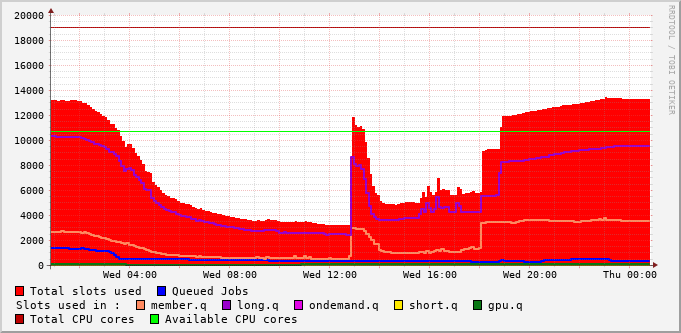 20000
18000
16000
14000
12000
10000
8000
6000
4000
2000
0
Wed 04:00 Wed 08:00 Wed 12:00 Wed 16:00 Wed 20:00 Thu 00:00
RRDTOOL / TOBI OETIKER
Total slots used Queued Jobs
Slots used in : member.q long.q ondemand.q short.q gpu.q
Total CPU cores Available CPU cores